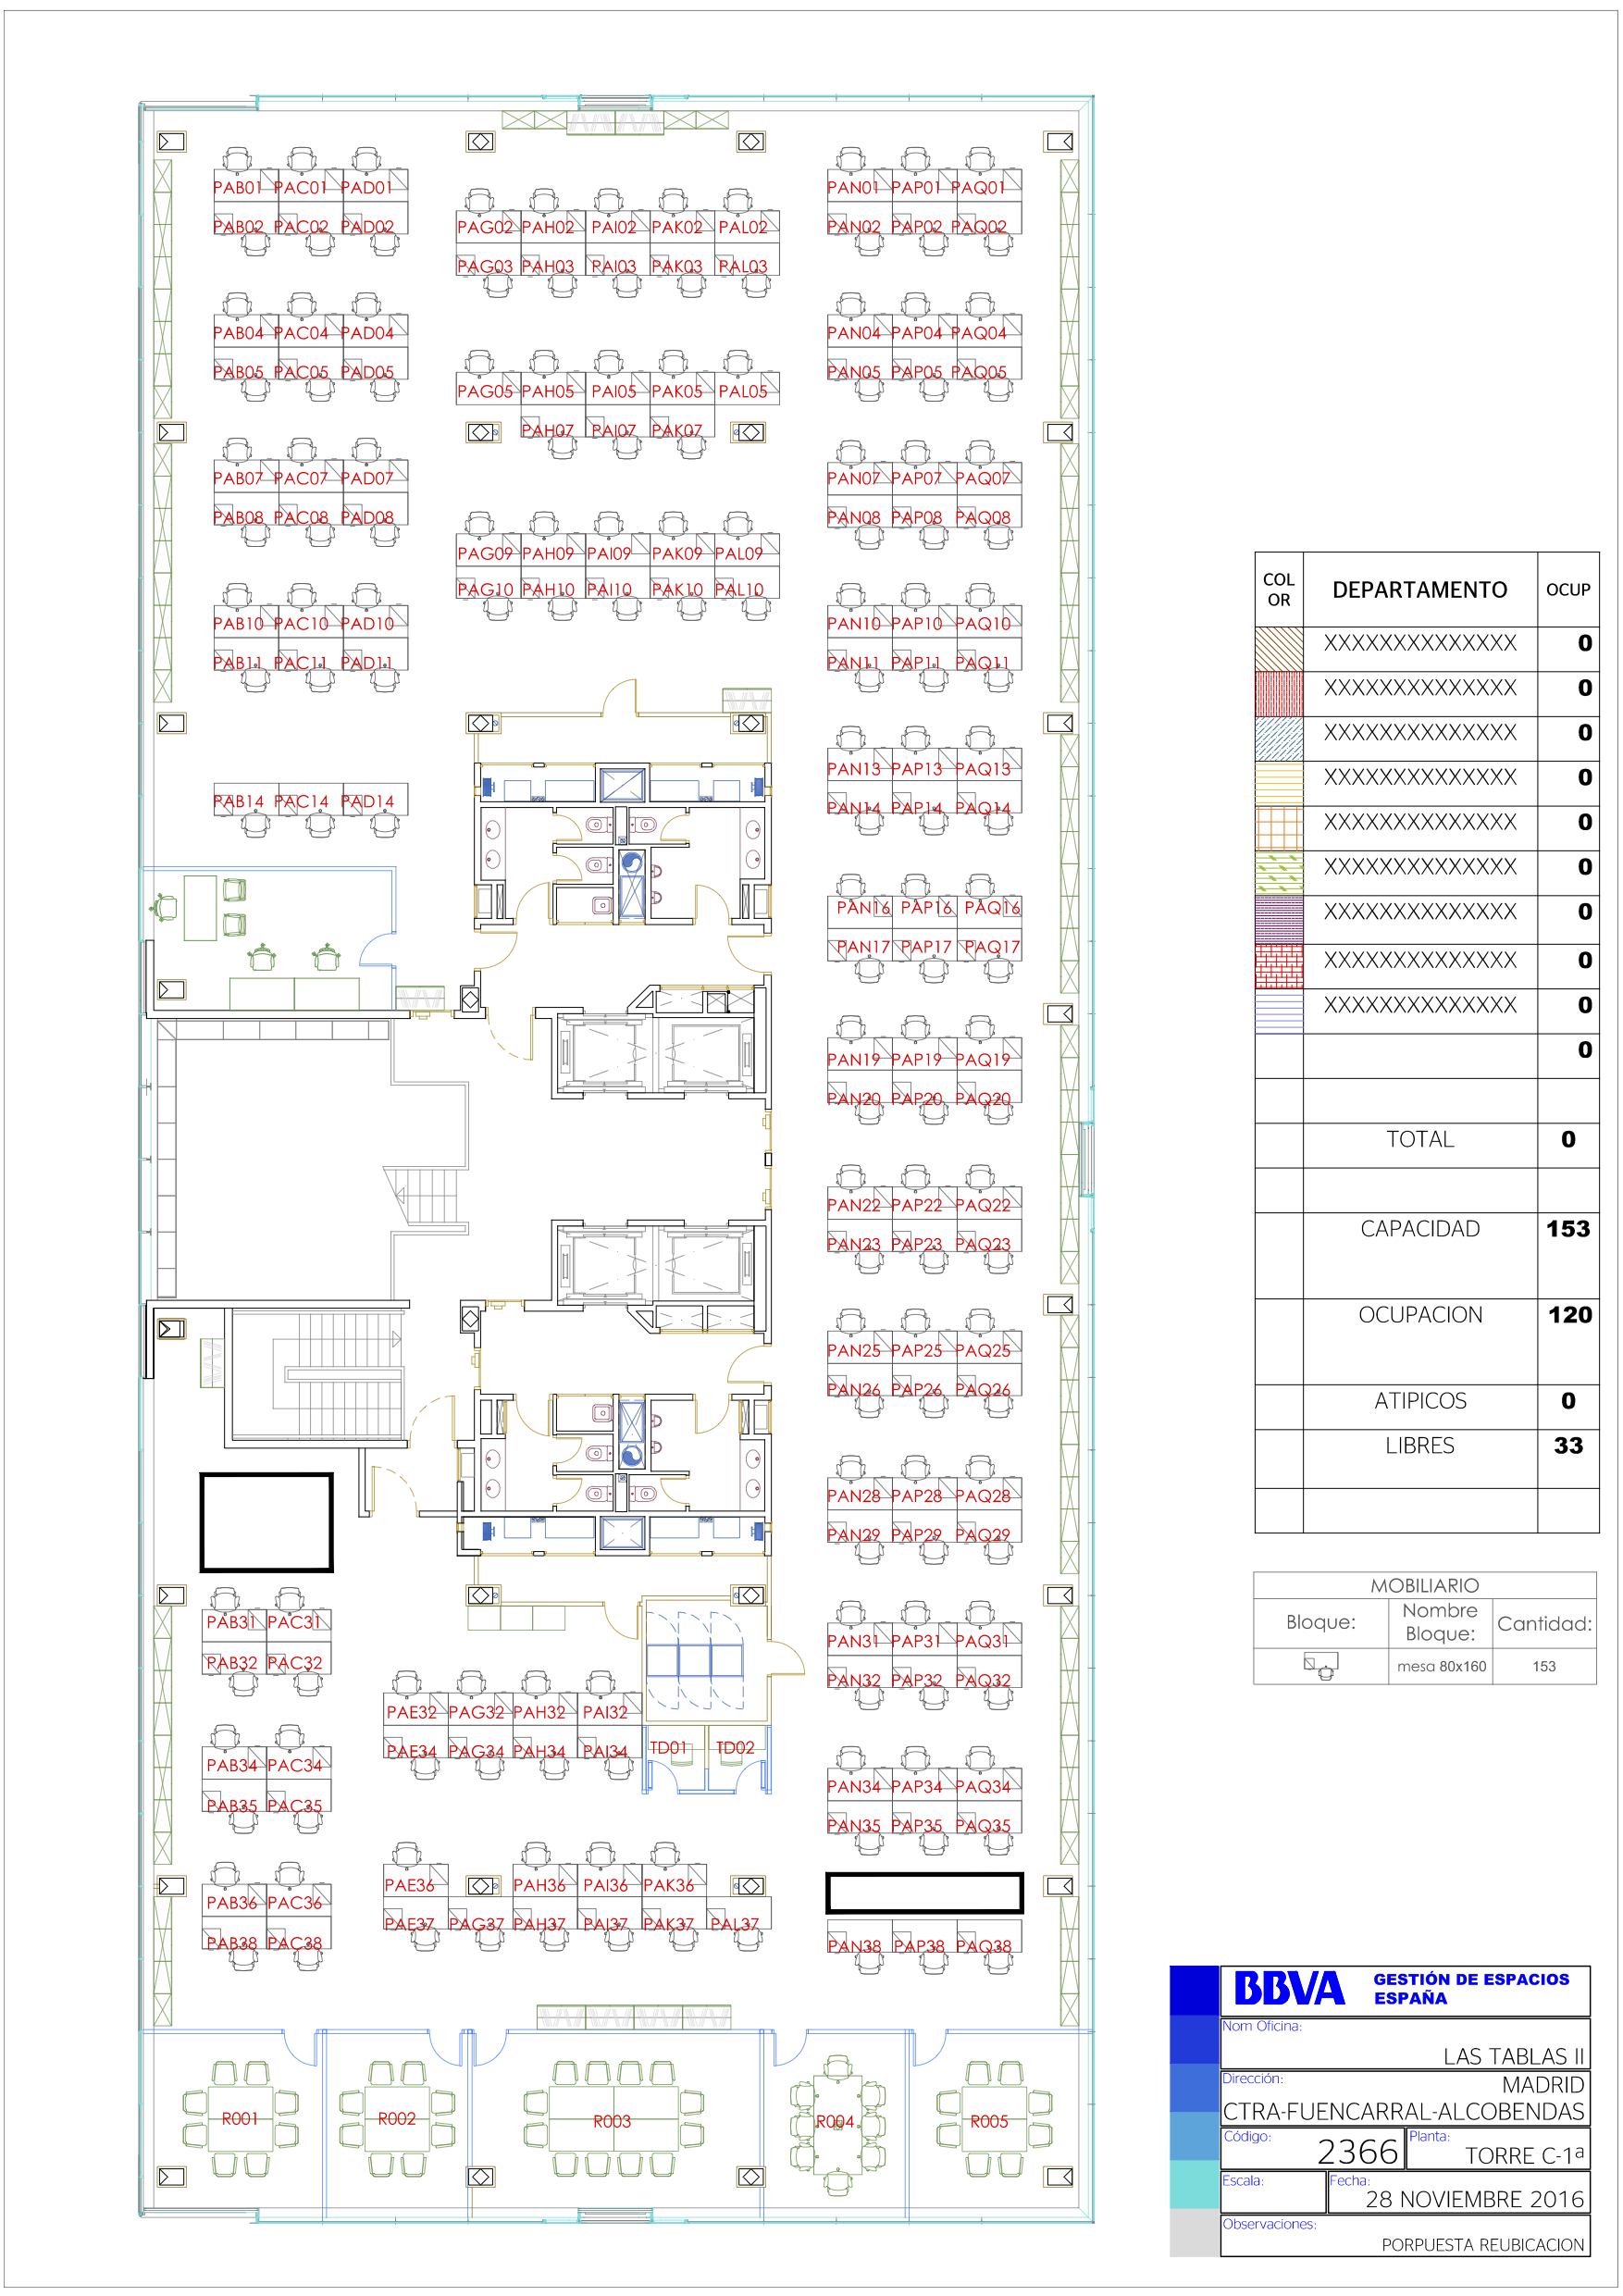 PAB01 PAC01 PAD01
PAB02 PAC02 PAD02
PAB04 PAC04 PAD04
PAB05 PAC05 PAD05
PAB07 PAC07 PAD07
PAB08 PAC08 PAD08
PAB10 PAC10 PAD10
PAB11 PAC11 PAD11
PAB14 PAC14 PAD14
PAG02 PAH02 PAI02 PAK02 PAL02
PAG03 PAH03 PAI03 PAK03 PAL03
PAG05 PAH05 PAI05 PAK05 PAL05
PAH07 PAI07 PAK07
PAG09 PAH09 PAI09 PAK09 PAL09
PAG10 PAH10 PAI10 PAK10 PAL10
PAN01 PAP01 PAQ01
PAN02 PAP02 PAQ02
PAN04 PAP04 PAQ04
PAN05 PAP05 PAQ05
PAN07 PAP07 PAQ07
PAN08 PAP08 PAQ08
PAN10 PAP10 PAQ10
PAN11 PAP11 PAQ11
PAN13 PAP13 PAQ13
PAN14 PAP14 PAQ14
PAN16 PAP16 PAQ16
PAN17 PAP17 PAQ17
PAN19 PAP19 PAQ19
PAN20 PAP20 PAQ20
PAN22 PAP22 PAQ22
PAN23 PAP23 PAQ23
PAN25 PAP25 PAQ25
PAN26 PAP26 PAQ26
PAN28 PAP28 PAQ28
PAN29 PAP29 PAQ29
PAN31 PAP31 PAQ31
PAN32 PAP32 PAQ32
PAN34 PAP34 PAQ34
PAN35 PAP35 PAQ35
PAN38 PAP38 PAQ38
PAB31 PAC31
PAB32 PAC32
PAB34 PAC34
PAB35 PAC35
PAB36 PAC36
PAB38 PAC38
PAE32 PAG32 PAH32 PAI32
PAE34 PAG34 PAH34 PAI34
TD01 TD02
PAE36 PAH36 PAI36 PAK36
PAE37 PAG37 PAH37 PAI37 PAK37 PAL37
R001 R002 R003 R004 R005
COL
OR
DEPARTAMENTO OCUP
XXXXXXXXXXXXXX 0
XXXXXXXXXXXXXX 0
XXXXXXXXXXXXXX 0
XXXXXXXXXXXXXX 0
XXXXXXXXXXXXXX 0
XXXXXXXXXXXXXX 0
XXXXXXXXXXXXXX 0
XXXXXXXXXXXXXX 0
XXXXXXXXXXXXXX 0
0
TOTAL 0
CAPACIDAD 153
OCUPACION 120
ATIPICOS 0
LIBRES 33
MOBILIARIO
Bloque: Nombre Bloque: Cantidad:
mesa 80x160 153
BBVA GESTIÓN DE ESPACIOS
ESPAÑA
Nom Oficina:
LAS TABLAS II
Dirección:
MADRID
CTRA-FUENCARRAL-ALCOBENDAS
Código: 2366 Planta: TORRE C-1ª
Escala: Fecha: 28 NOVIEMBRE 2016
Observaciones:
PORPUESTA REUBICACION